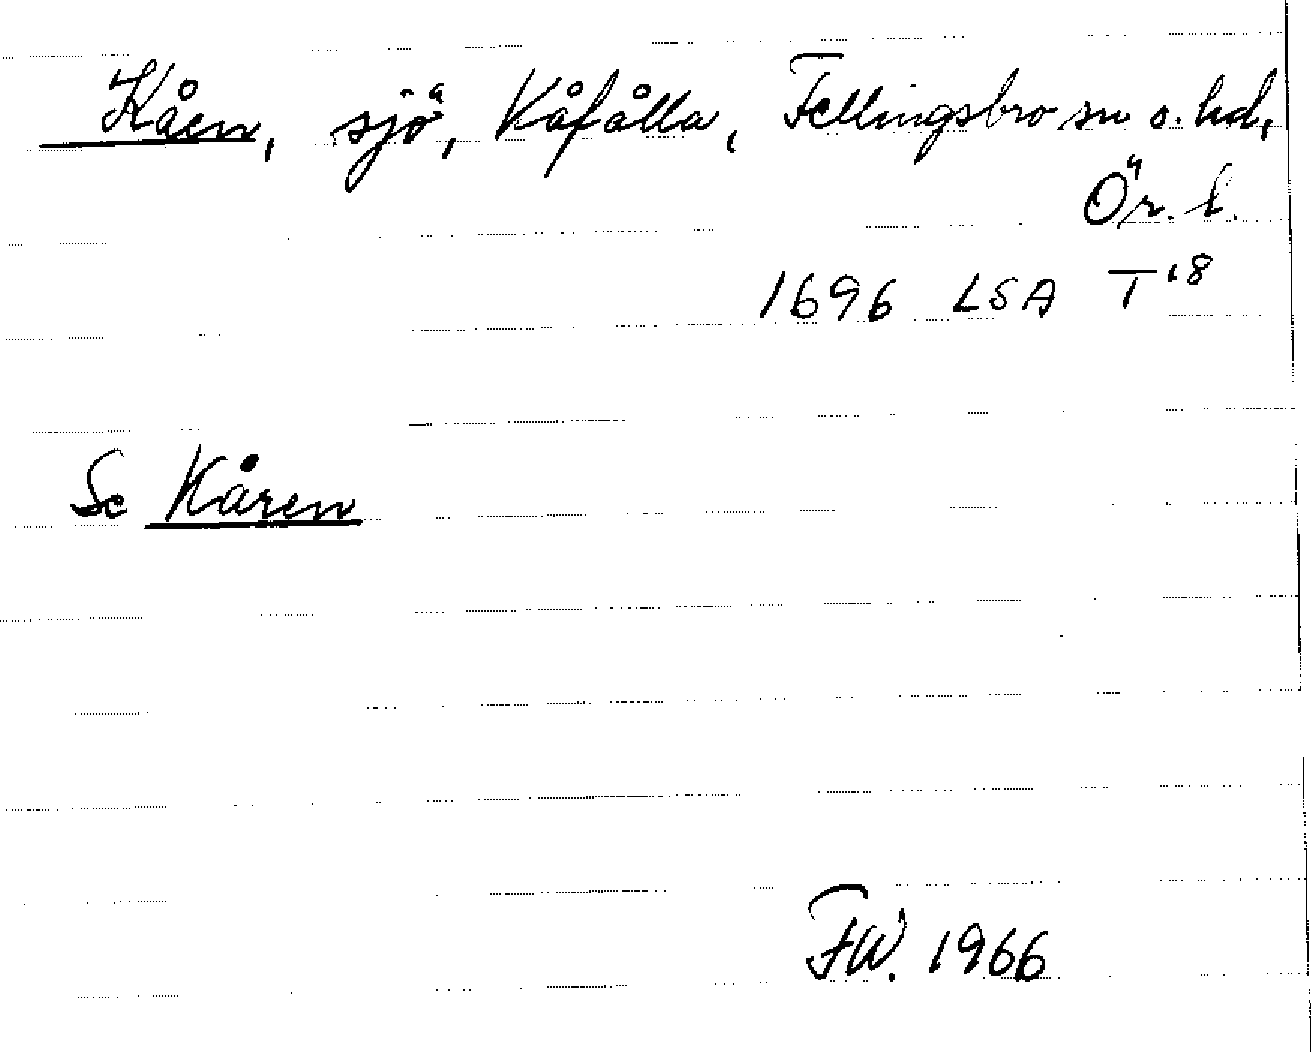 Kåen, sjö, Kåfålla, Fellingsbro sn o. hd,
Ör. l.
1696 LSA T 18
Se Kåren
FW. 1966